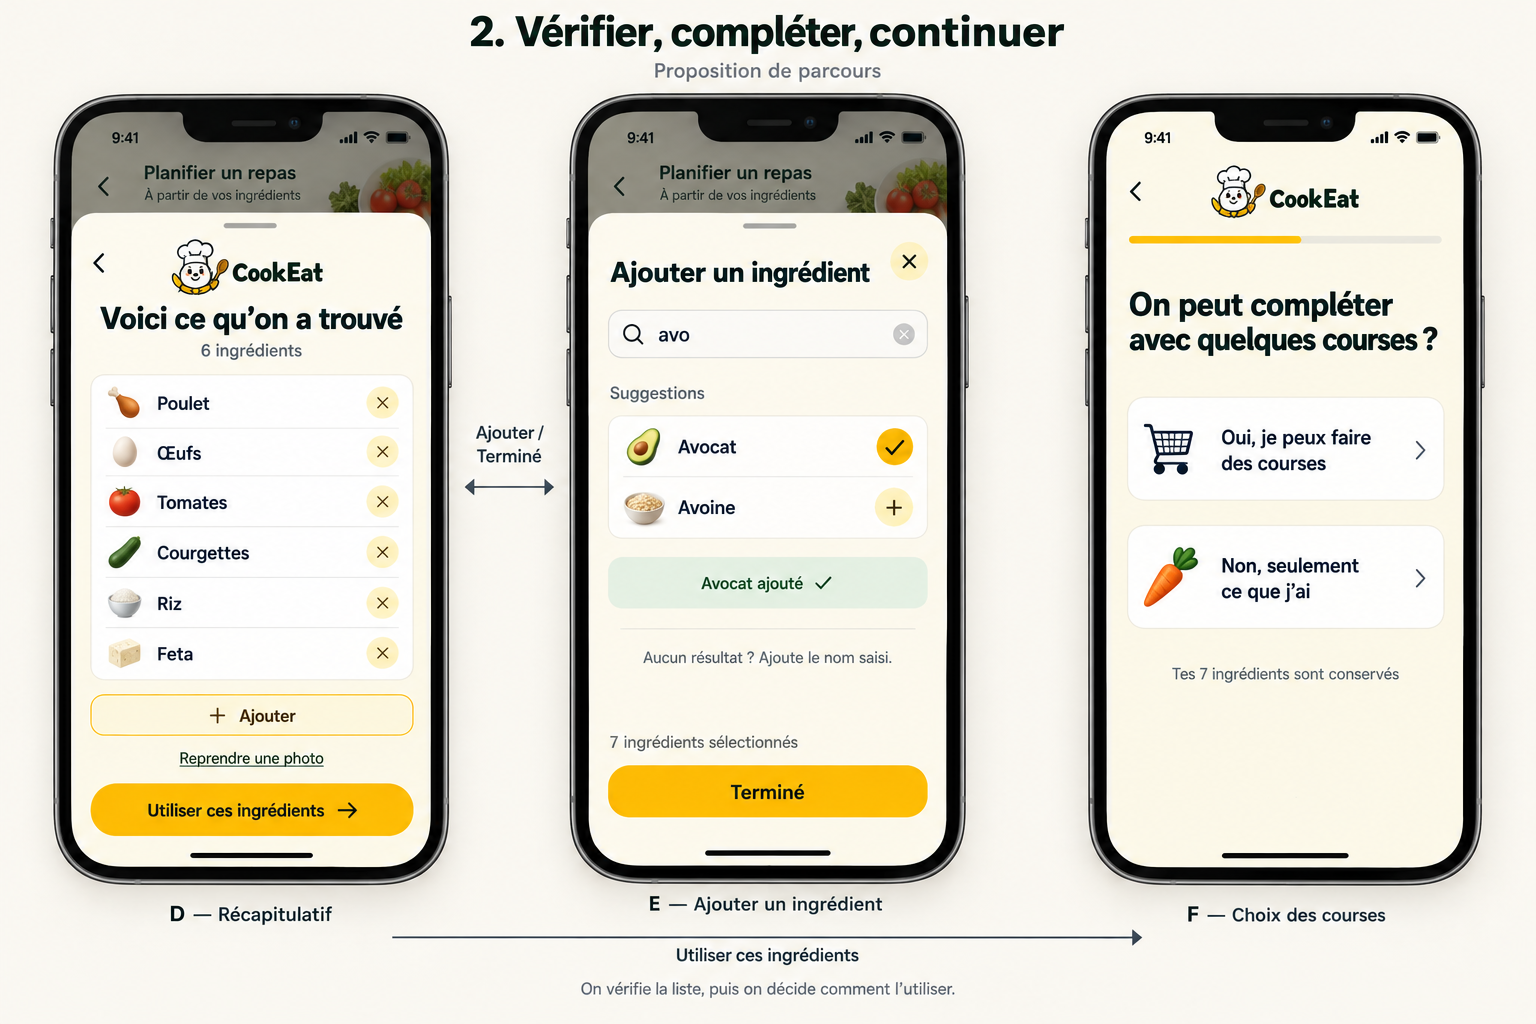 2. Vérifier, compléter, continuer
Proposition de parcours
9:41
Planifier un repas
À partir de vos ingrédients
CookEat
Voici ce qu’on a trouvé
6 ingrédients
Poulet
Œufs
Tomates
Courgettes
Riz
Feta
+ Ajouter
Reprendre une photo
Utiliser ces ingrédients →
D — Récapitulatif
Ajouter /
Terminé
9:41
Planifier un repas
À partir de vos ingrédients
Ajouter un ingrédient
avo
Suggestions
Avocat
Avoine
Avocat ajouté ✓
Aucun résultat ? Ajoute le nom saisi.
7 ingrédients sélectionnés
Terminé
E — Ajouter un ingrédient
9:41
CookEat
On peut compléter
avec quelques courses ?
Oui, je peux faire
des courses
Non, seulement
ce que j’ai
Tes 7 ingrédients sont conservés
F — Choix des courses
Utiliser ces ingrédients
On vérifie la liste, puis on décide comment l’utiliser.